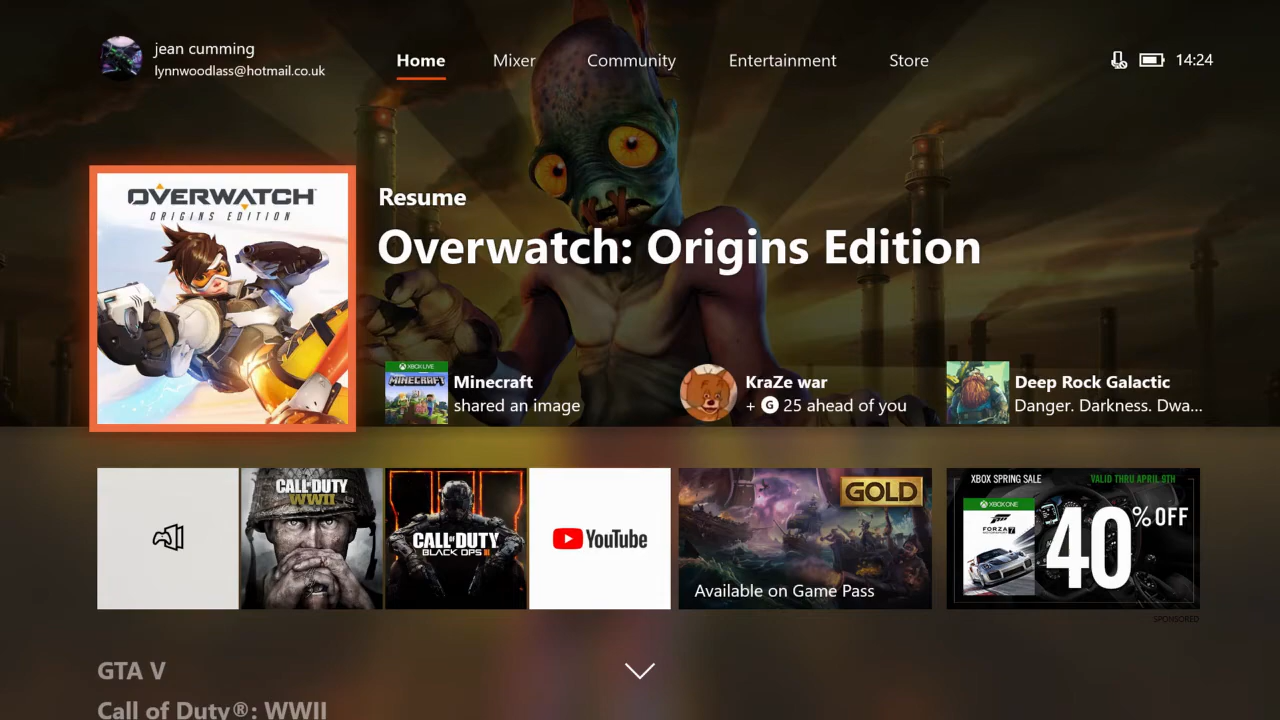 jean cumming
lynnwoodlass@hotmail.co.uk
Home
Mixer
Community
Entertainment
Store
14:24
OVERWATCH
ORIGINS EDITION
Resume
Overwatch: Origins Edition
XBOX LIVE
MINECRAFT
Minecraft
shared an image
KraZe war
+ G 25 ahead of you
Deep Rock Galactic
Danger. Darkness. Dwa...
CALL OF DUTY
WWII
CALL OF DUTY
BLACK OPS III
YouTube
GOLD
Available on Game Pass
XBOX SPRING SALE
VALID THRU APRIL 9TH
XBOX ONE
FORZA
MOTORSPORT 7
40% OFF
SPONSORED
GTA V
Call of Duty®: WWII